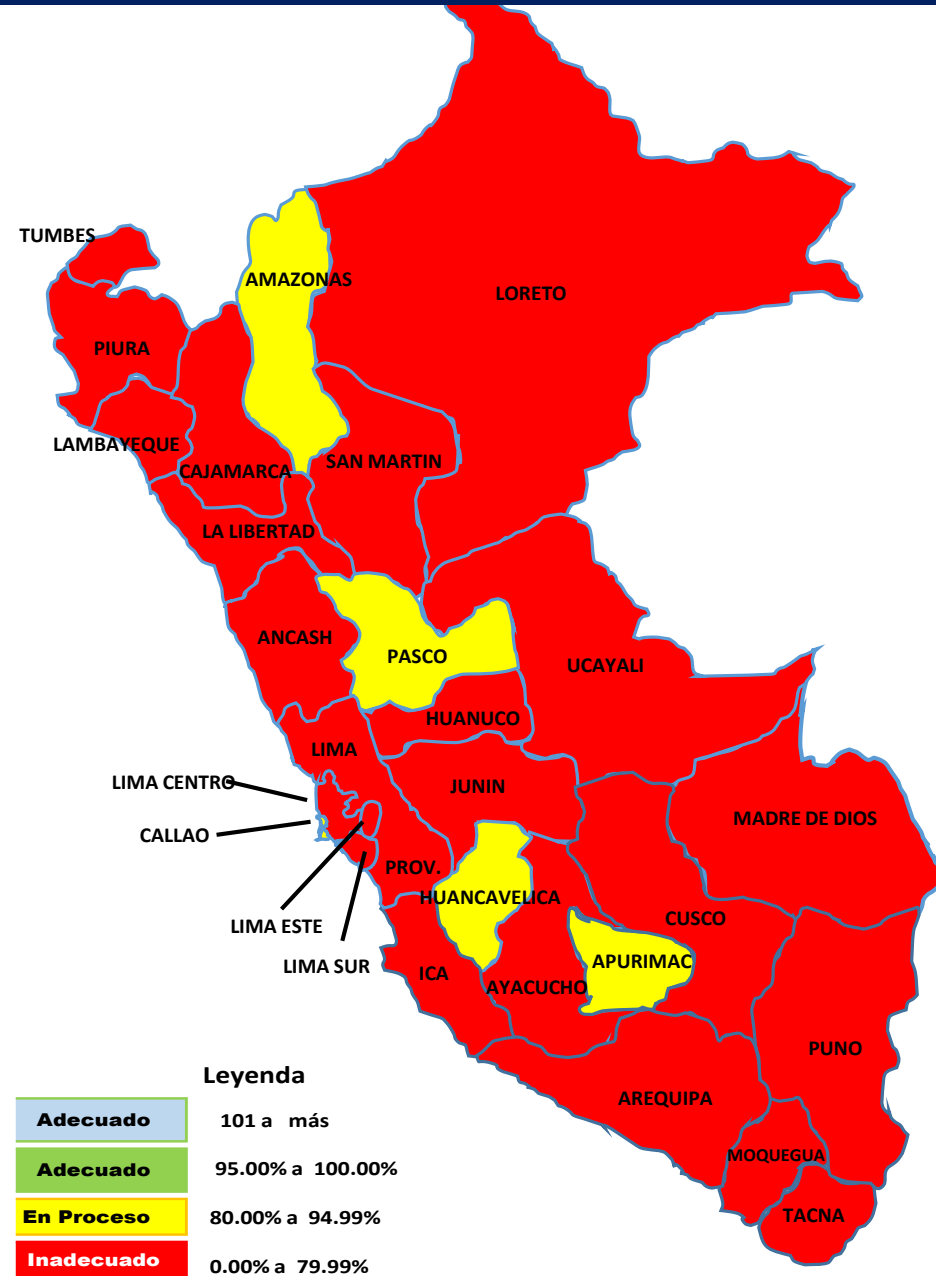 TUMBES
AMAZONAS
LORETO
PIURA
LAMBAYEQUE
CAJAMARCA
SAN MARTIN
LA LIBERTAD
ANCASH
PASCO
UCAYALI
HUANUCO
LIMA
LIMA CENTRO
JUNIN
MADRE DE DIOS
CALLAO
PROV.
HUANCAVELICA
LIMA ESTE
CUSCO
LIMA SUR
ICA
APURIMAC
AYACUCHO
PUNO
AREQUIPA
MOQUEGUA
TACNA
Leyenda
Adecuado 101 a más
Adecuado 95.00% a 100.00%
En Proceso 80.00% a 94.99%
Inadecuado 0.00% a 79.99%